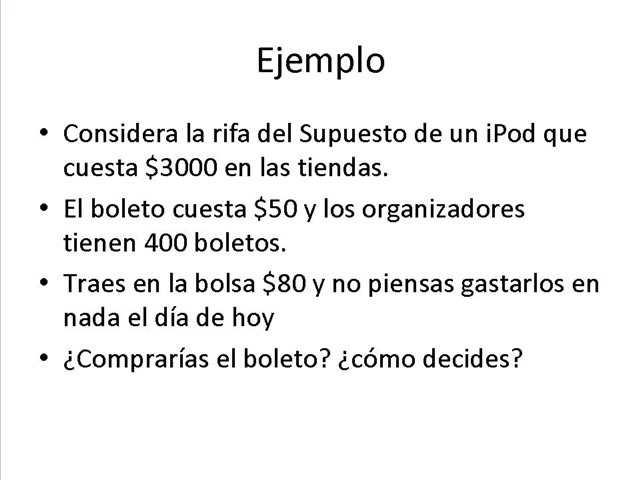 Ejemplo
• Considera la rifa del Supuesto de un iPod que
cuesta $3000 en las tiendas.
• El boleto cuesta $50 y los organizadores
tienen 400 boletos.
• Traes en la bolsa $80 y no piensas gastarlos en
nada el día de hoy
• ¿Comprarías el boleto? ¿cómo decides?